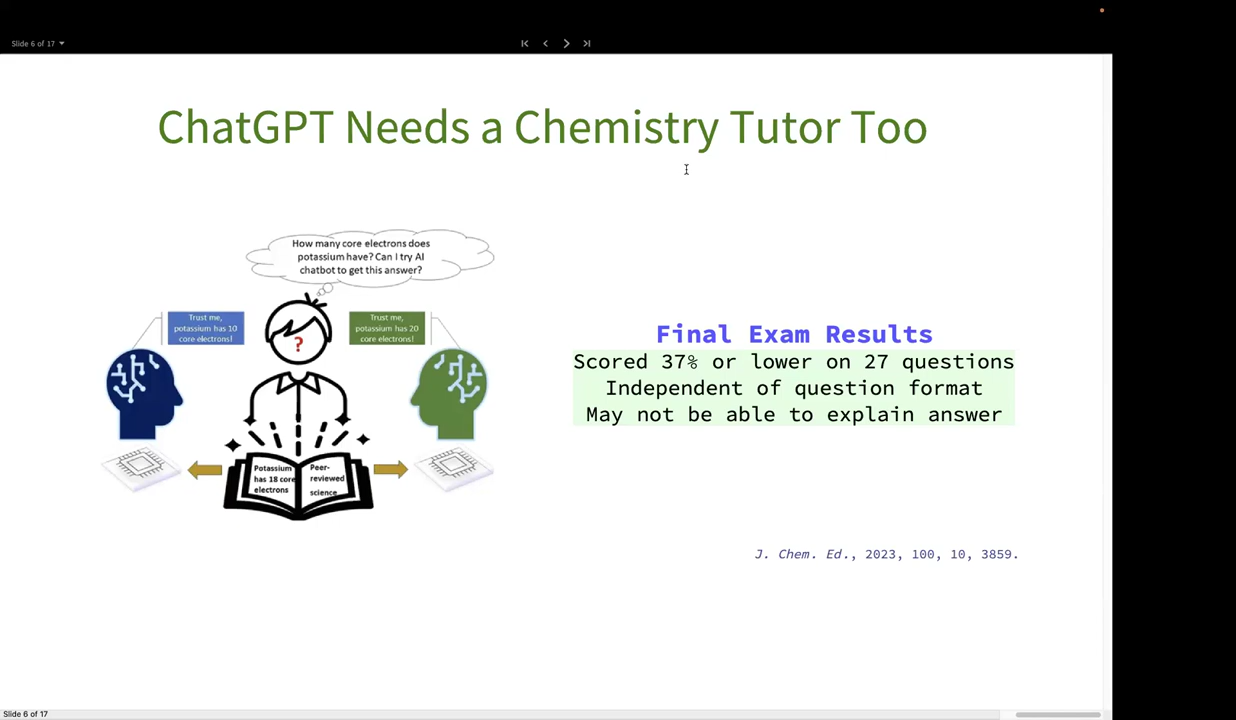 Slide 6 of 17
ChatGPT Needs a Chemistry Tutor Too
How many core electrons does
potassium have? Can I try AI
chatbot to get this answer?
Trust me,
potassium has 10
core electrons!
?
Trust me,
potassium has 20
core electrons!
Potassium
has 18 core
electrons
Peer-
reviewed
science
Final Exam Results
Scored 37% or lower on 27 questions
Independent of question format
May not be able to explain answer
J. Chem. Ed., 2023, 100, 10, 3859.
Slide 6 of 17